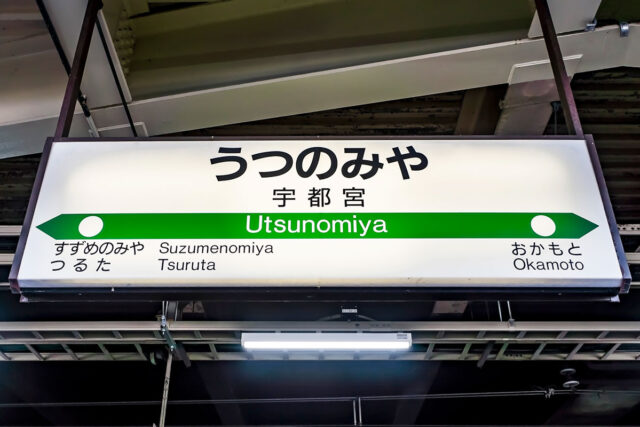 うつのみや
宇都宮
Utsunomiya
すずめのみや Suzumenomiya
つるた Tsuruta
おかもと
Okamoto